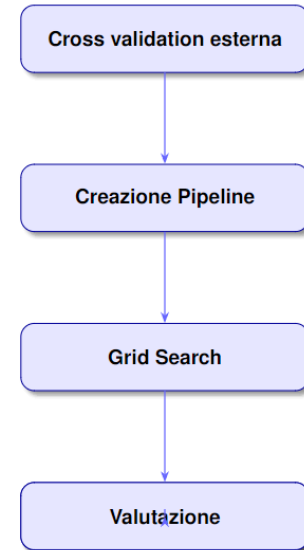 Cross validation esterna
Creazione Pipeline
Grid Search
Valutazione